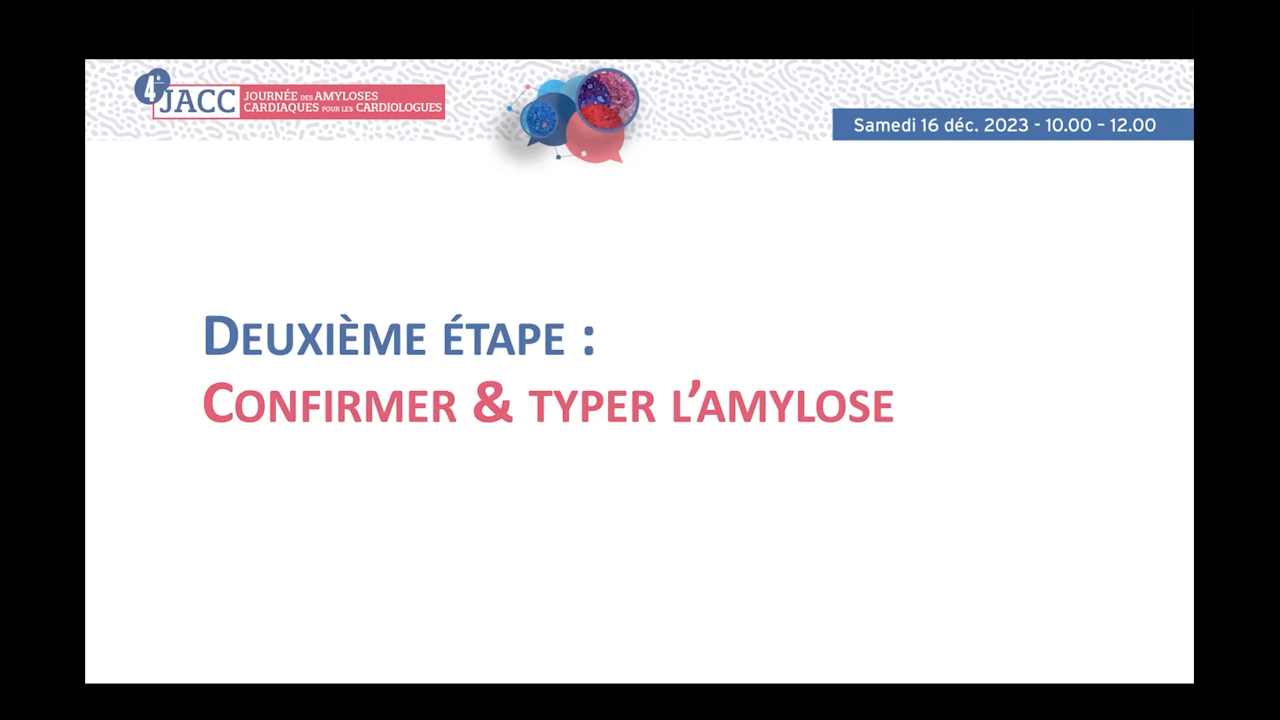 4e JACC JOURNÉE DES AMYLOSES
CARDIAQUES POUR LES CARDIOLOGUES
Samedi 16 déc. 2023 - 10.00 – 12.00
DEUXIÈME ÉTAPE :
CONFIRMER & TYPER L’AMYLOSE